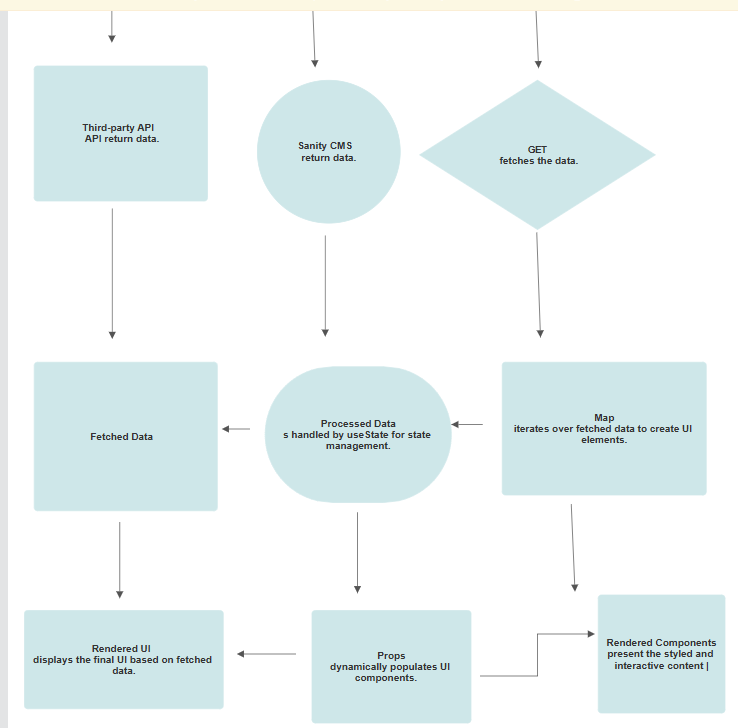 Third-party API
API return data.
Sanity CMS
return data.
GET
fetches the data.
Fetched Data
Processed Data
s handled by useState for state
management.
Map
iterates over fetched data to create UI
elements.
Rendered UI
displays the final UI based on fetched
data.
Props
dynamically populates UI
components.
Rendered Components
present the styled and
interactive content |